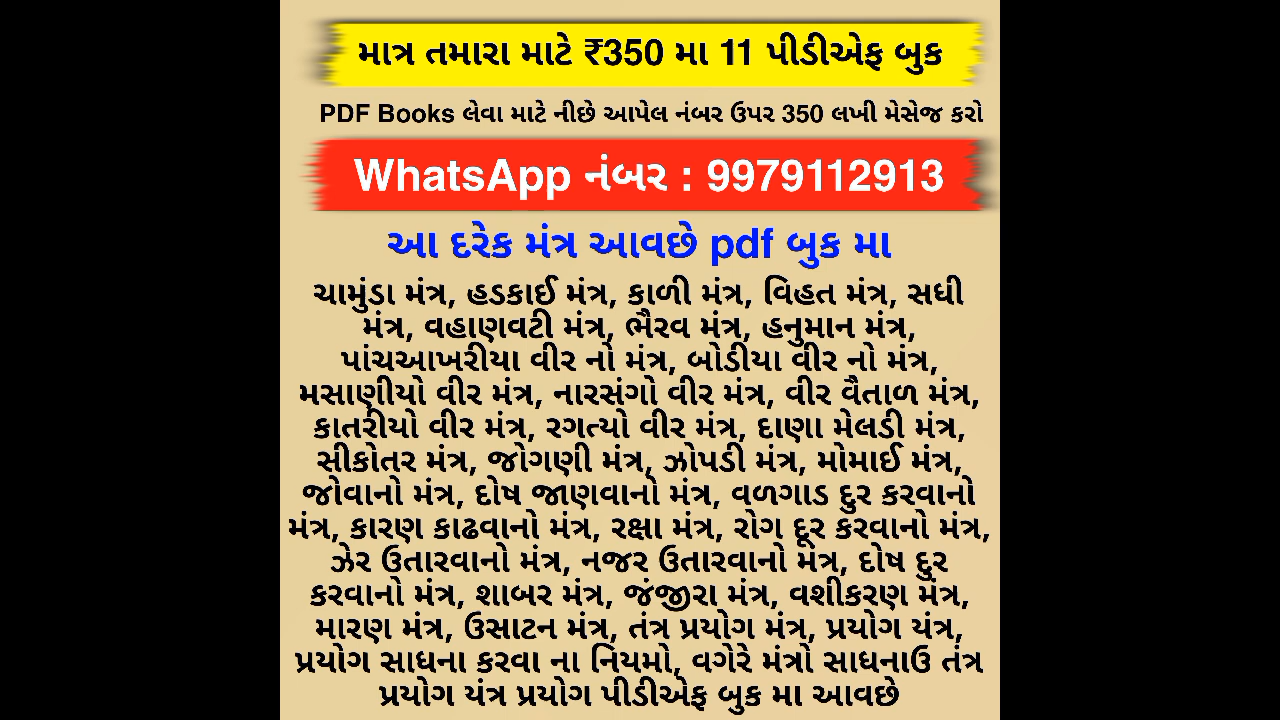 માત્ર તમારા માટે ₹350 મા 11 પીડીએફ બુક
PDF Books લેવા માટે નીછે આપેલ નંબર ઉપર 350 લખી મેસેજ કરો
WhatsApp નંબર : 9979112913
આ દરેક મંત્ર આવછે pdf બુક મા
ચામુંડા મંત્ર, હડકાઈ મંત્ર, કાળી મંત્ર, વિહત મંત્ર, સધી
મંત્ર, વહાણવટી મંત્ર, ભૈરવ મંત્ર, હનુમાન મંત્ર,
પાંચઆખરીયા વીર નો મંત્ર, બોડીયા વીર નો મંત્ર,
મસાણીયો વીર મંત્ર, નારસંગો વીર મંત્ર, વીર વૈતાળ મંત્ર,
કાતરીયો વીર મંત્ર, રગત્યો વીર મંત્ર, દાણા મેલડી મંત્ર,
સીકોતર મંત્ર, જોગણી મંત્ર, ઝોપડી મંત્ર, મોમાઈ મંત્ર,
જોવાનો મંત્ર, દોષ જાણવાનો મંત્ર, વળગાડ દુર કરવાનો
મંત્ર, કારણ કાઢવાનો મંત્ર, રક્ષા મંત્ર, રોગ દૂર કરવાનો મંત્ર,
ઝેર ઉતારવાનો મંત્ર, નજર ઉતારવાનો મંત્ર, દોષ દુર
કરવાનો મંત્ર, શાબર મંત્ર, જંજીરા મંત્ર, વશીકરણ મંત્ર,
મારણ મંત્ર, ઉસાટન મંત્ર, તંત્ર પ્રયોગ મંત્ર, પ્રયોગ યંત્ર,
પ્રયોગ સાધના કરવા ના નિયમો, વગેરે મંત્રો સાધનાઉ તંત્ર
પ્રયોગ યંત્ર પ્રયોગ પીડીએફ બુક મા આવછે